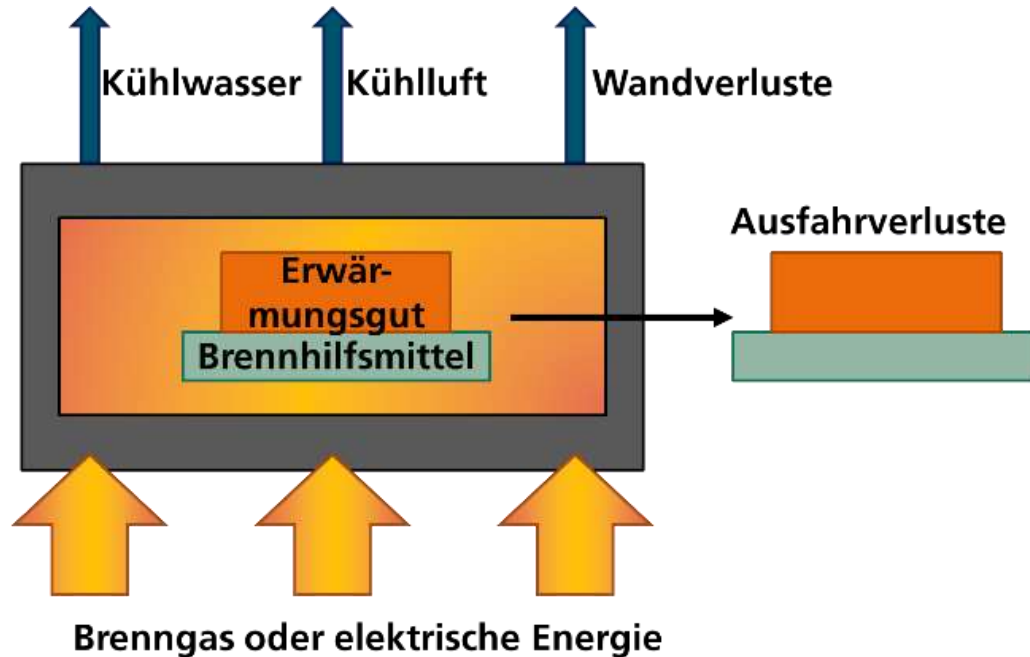 Kühlwasser
Kühlluft
Wandverluste
Ausfahrverluste
Erwär-
mungsgut
Brennhilfsmittel
Brenngas oder elektrische Energie